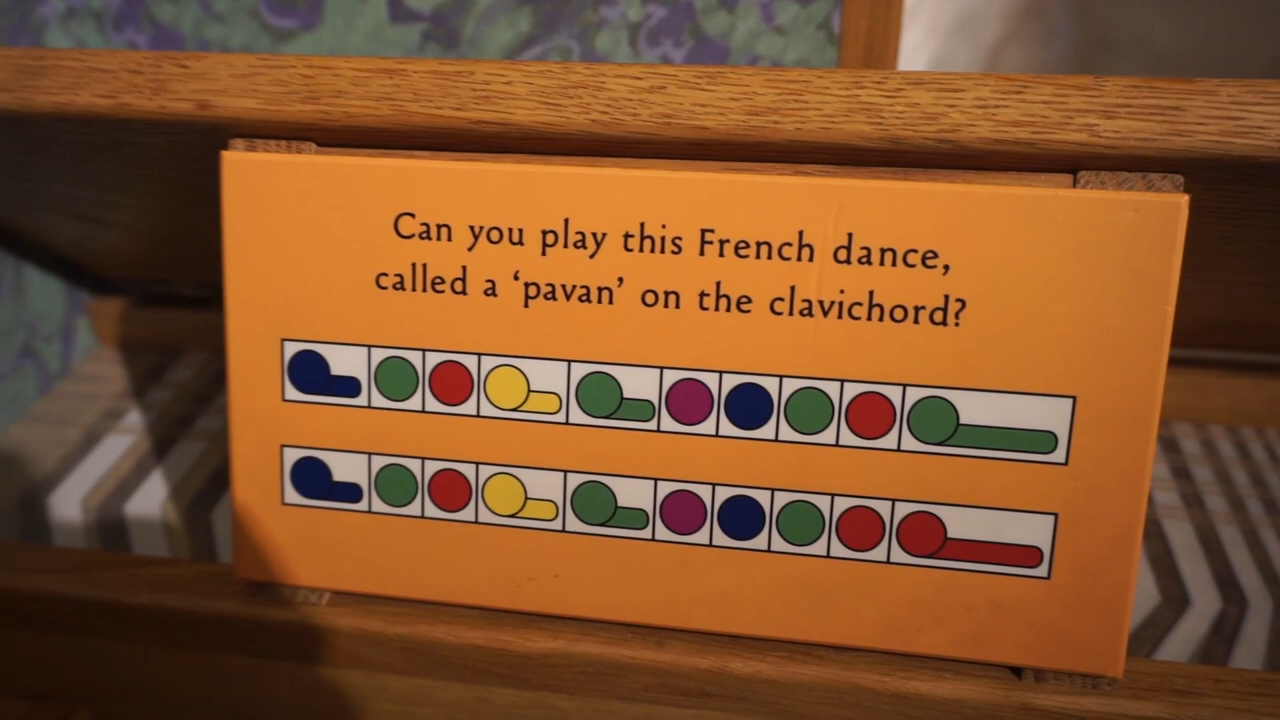 Can you play this French dance,
called a ‘pavan’ on the clavichord?